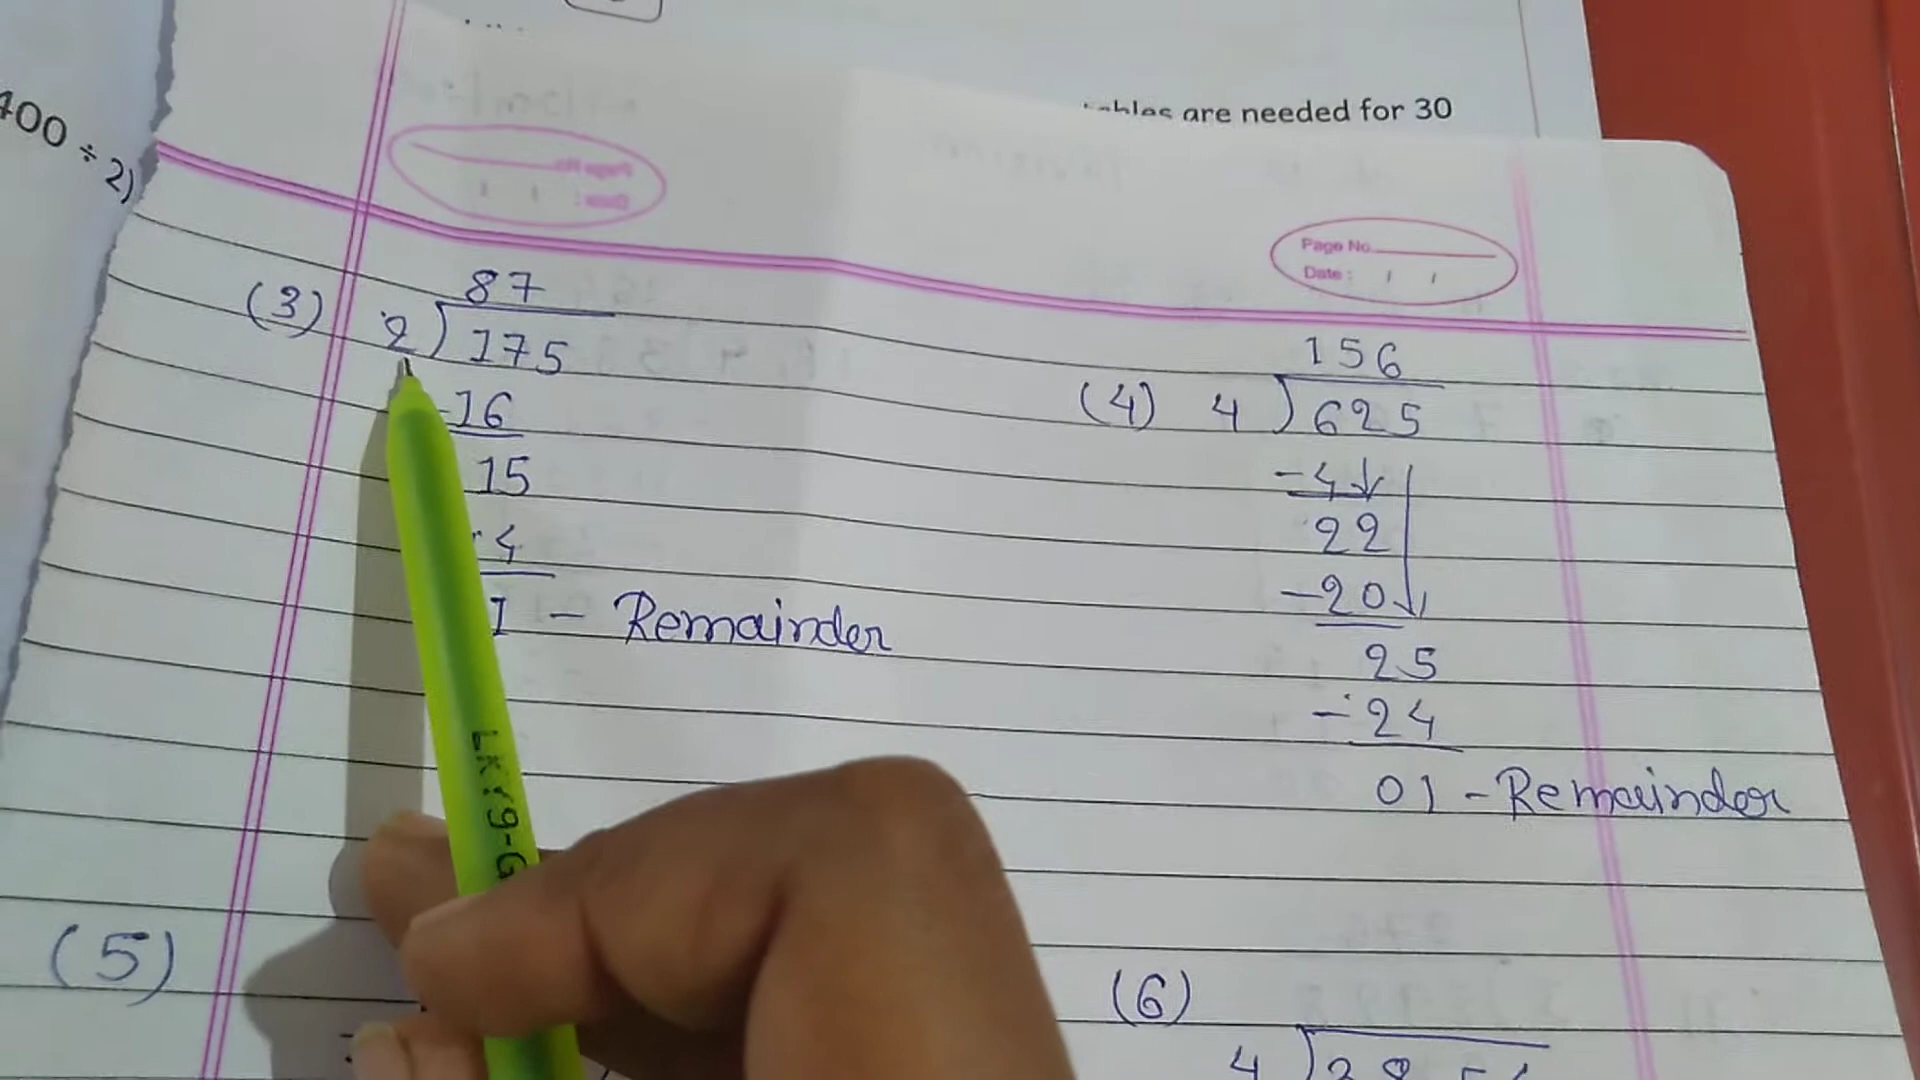 400 ÷ 2)
are needed for 30
Page No.
Date :
87
(3) 2 ) 175
-16
15
4
1 - Remainder
156
(4) 4 ) 625
-4
22
-20
25
-24
01 - Remainder
(5)
(6)
4